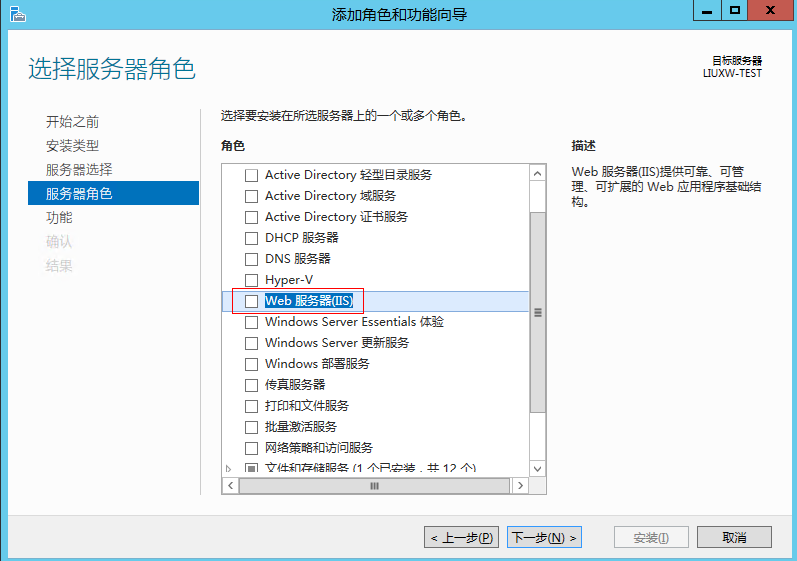 添加角色和功能向导
选择服务器角色
目标服务器
LIUXW-TEST
开始之前
安装类型
服务器选择
服务器角色
功能
确认
结果
选择要安装在所选服务器上的一个或多个角色。
角色
Active Directory 轻型目录服务
Active Directory 域服务
Active Directory 证书服务
DHCP 服务器
DNS 服务器
Hyper-V
Web 服务器(IIS)
Windows Server Essentials 体验
Windows Server 更新服务
Windows 部署服务
传真服务器
打印和文件服务
批量激活服务
网络策略和访问服务
文件和存储服务 (1 个已安装，共 12 个)
描述
Web 服务器(IIS)提供可靠、可管
理、可扩展的 Web 应用程序基础结
构。
< 上一步(P)
下一步(N) >
安装(I)
取消